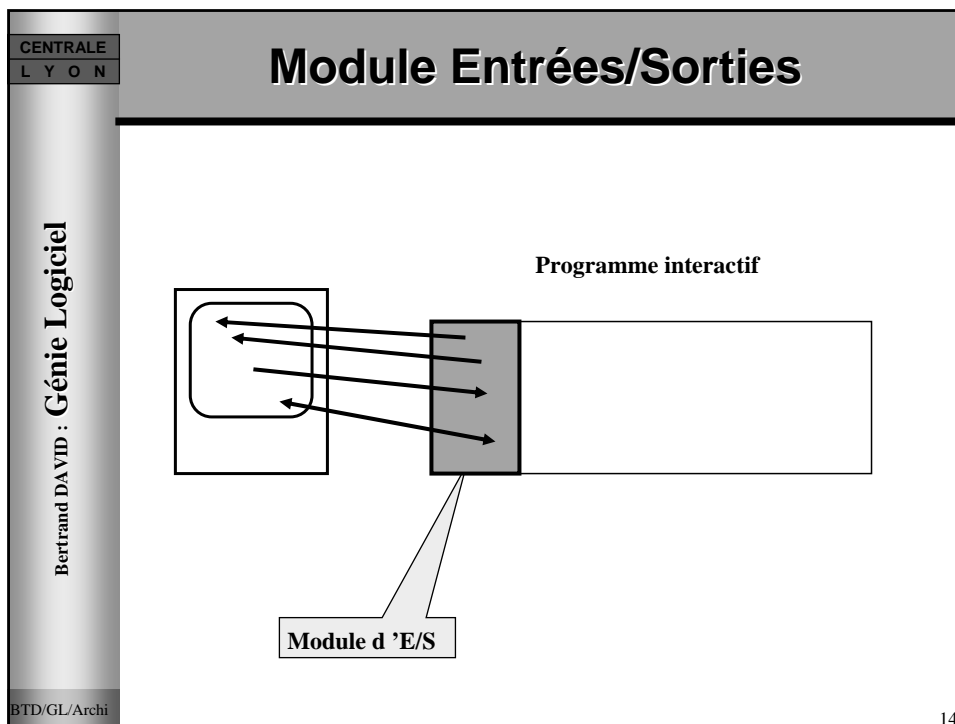 CENTRALE
L Y O N
Module Entrées/Sorties
Bertrand DAVID : Génie Logiciel
Programme interactif
Module d ’E/S
BTD/GL/Archi
14